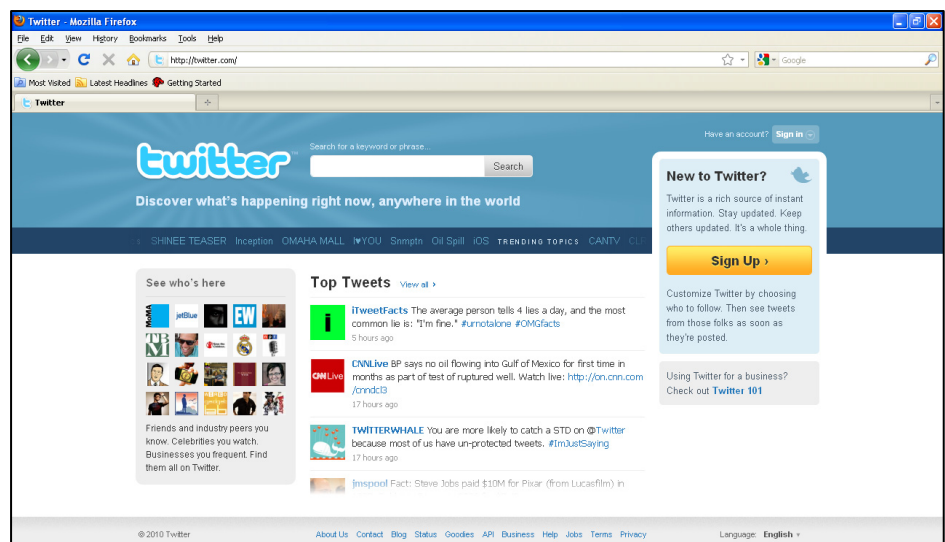 Twitter - Mozilla Firefox
File Edit View History Bookmarks Tools Help
http://twitter.com/
Google
Most Visited Latest Headlines Getting Started
Twitter
Have an account? Sign in
twitter
Search for a keyword or phrase...
Search
Discover what's happening right now, anywhere in the world
SHINEE TEASER Inception OMAHA MALL I♥YOU Snmptn Oil Spill iOS TRENDING TOPICS CANTV
New to Twitter?
Twitter is a rich source of instant
information. Stay updated. Keep
others updated. It's a whole thing.
Sign Up ›
Customize Twitter by choosing
who to follow. Then see tweets
from those folks as soon as
they're posted.
Using Twitter for a business?
Check out Twitter 101
See who's here
MoMA
jetBlue
EW
TBM
Friends and industry peers you
know. Celebrities you watch.
Businesses you frequent. Find
them all on Twitter.
Top Tweets View all ›
i
iTweetFacts The average person tells 4 lies a day, and the most
common lie is: "I'm fine." #urnotalone #OMGfacts
5 hours ago
CNNLive
CNNLive BP says no oil flowing into Gulf of Mexico for first time in
months as part of test of ruptured well. Watch live: http://on.cnn.com
/cnndcl3
17 hours ago
TWITTERWHALE You are more likely to catch a STD on @Twitter
because most of us have un-protected tweets. #ImJustSaying
17 hours ago
jmspool Fact: Steve Jobs paid $10M for Pixar (from Lucasfilm) in
© 2010 Twitter
About Us Contact Blog Status Goodies API Business Help Jobs Terms Privacy
Language: English